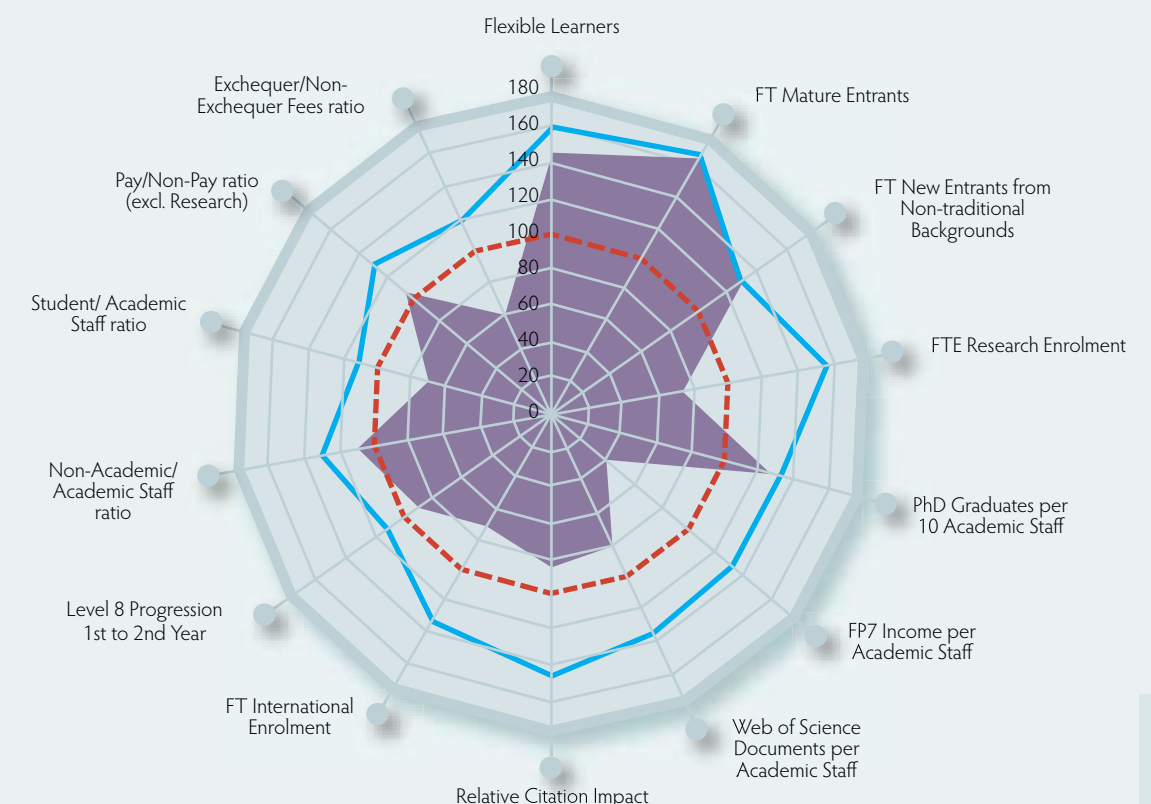 Flexible Learners
FT Mature Entrants
FT New Entrants from
Non-traditional
Backgrounds
FTE Research Enrolment
PhD Graduates per
10 Academic Staff
FP7 Income per
Academic Staff
Web of Science
Documents per
Academic Staff
Relative Citation Impact
FT International
Enrolment
Level 8 Progression
1st to 2nd Year
Non-Academic/
Academic Staff
ratio
Student/ Academic
Staff ratio
Pay/Non-Pay ratio
(excl. Research)
Exchequer/Non-
Exchequer Fees ratio
180
160
140
120
100
80
60
40
20
0